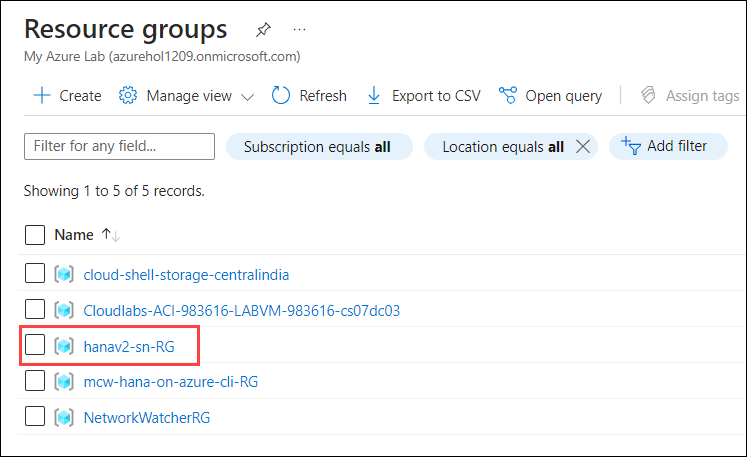 Resource groups
My Azure Lab (azurehol1209.onmicrosoft.com)
Create Manage view Refresh Export to CSV Open query Assign tags
Filter for any field... Subscription equals all Location equals all Add filter
Showing 1 to 5 of 5 records.
Name
cloud-shell-storage-centralindia
Cloudlabs-ACI-983616-LABVM-983616-cs07dc03
hanav2-sn-RG
mcw-hana-on-azure-cli-RG
NetworkWatcherRG